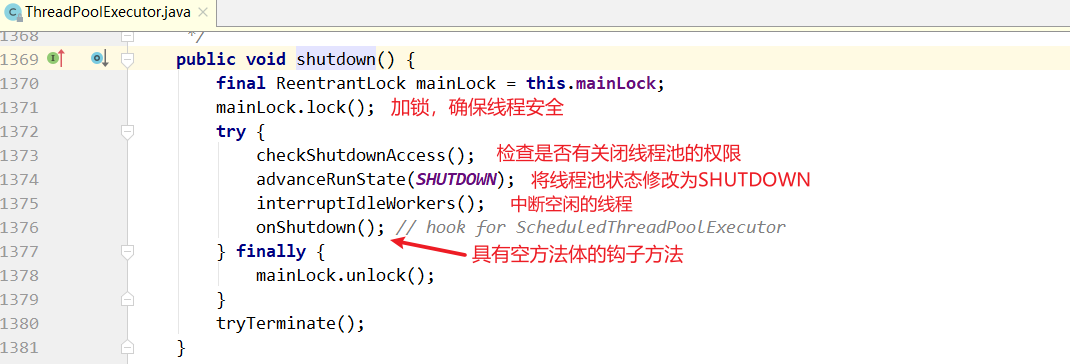 ThreadPoolExecutor.java
1368 */
1369 public void shutdown() {
1370 final ReentrantLock mainLock = this.mainLock;
1371 mainLock.lock(); 加锁，确保线程安全
1372 try {
1373 checkShutdownAccess(); 检查是否有关闭线程池的权限
1374 advanceRunState(SHUTDOWN); 将线程池状态修改为SHUTDOWN
1375 interruptIdleWorkers(); 中断空闲的线程
1376 onShutdown(); // hook for ScheduledThreadPoolExecutor
1377 } finally { 具有空方法体的钩子方法
1378 mainLock.unlock();
1379 }
1380 tryTerminate();
1381 }